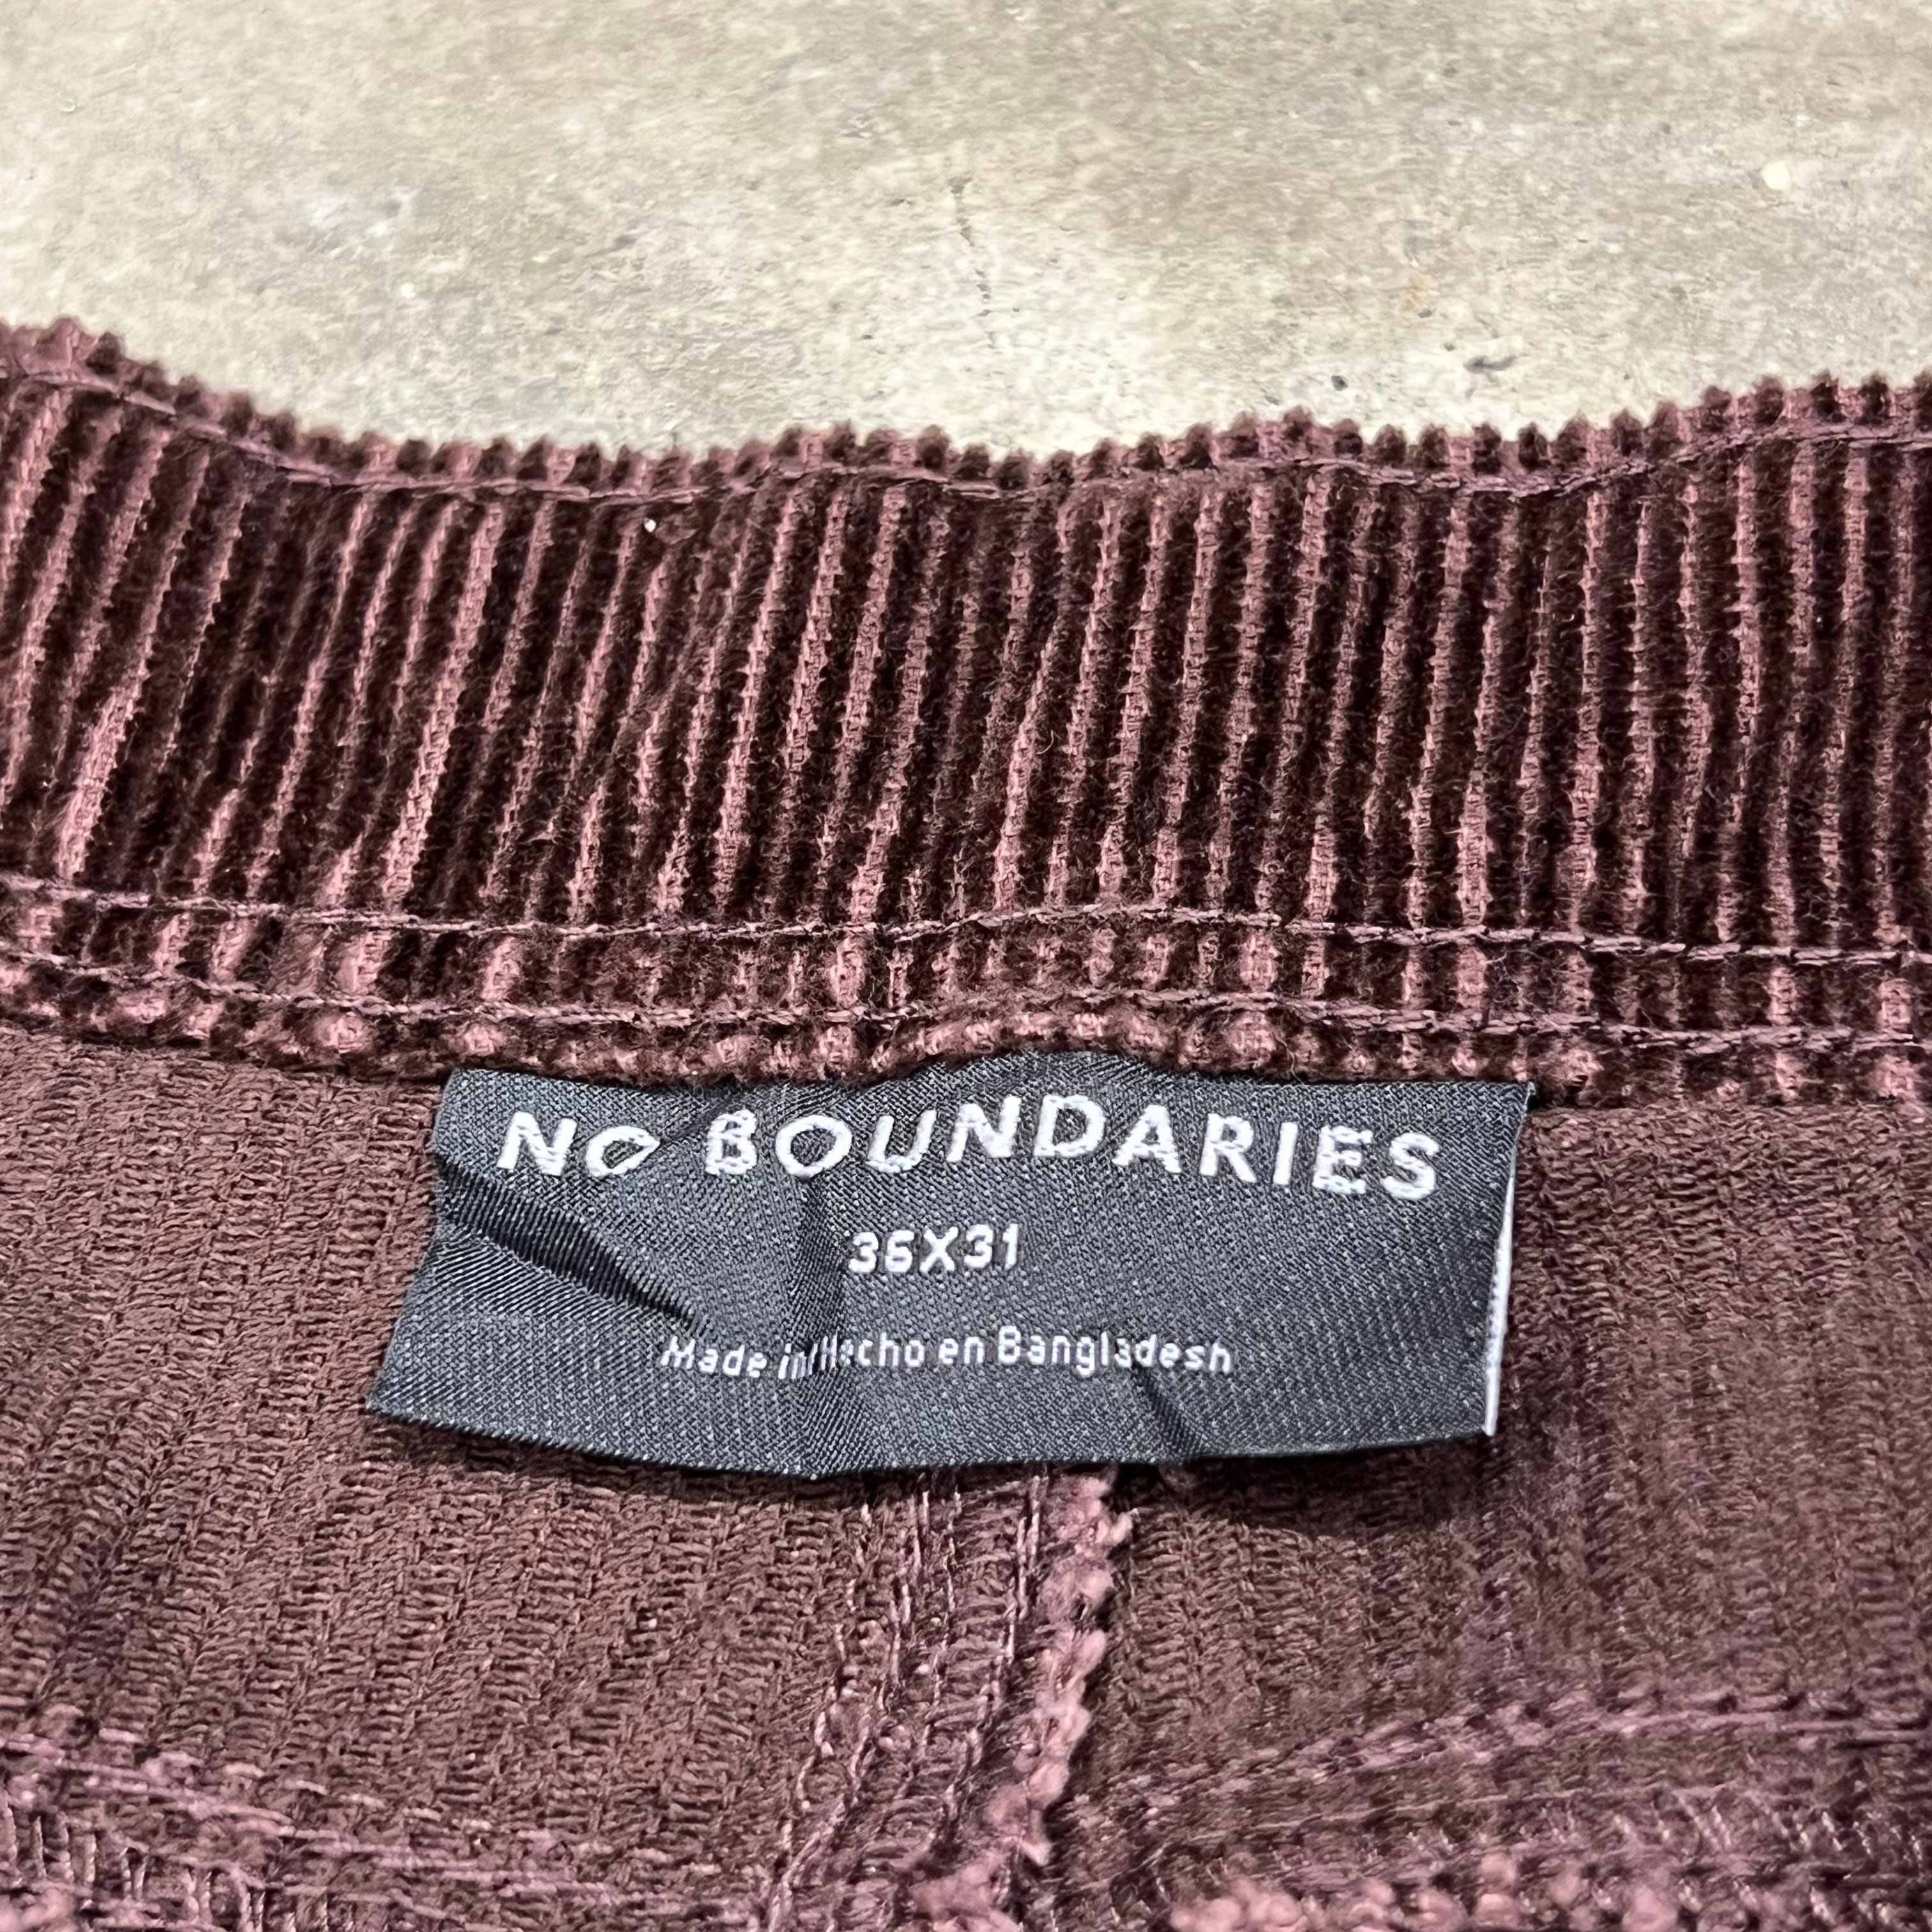 NO BOUNDARIES
36X31
Made in/Hecho en Bangladesh